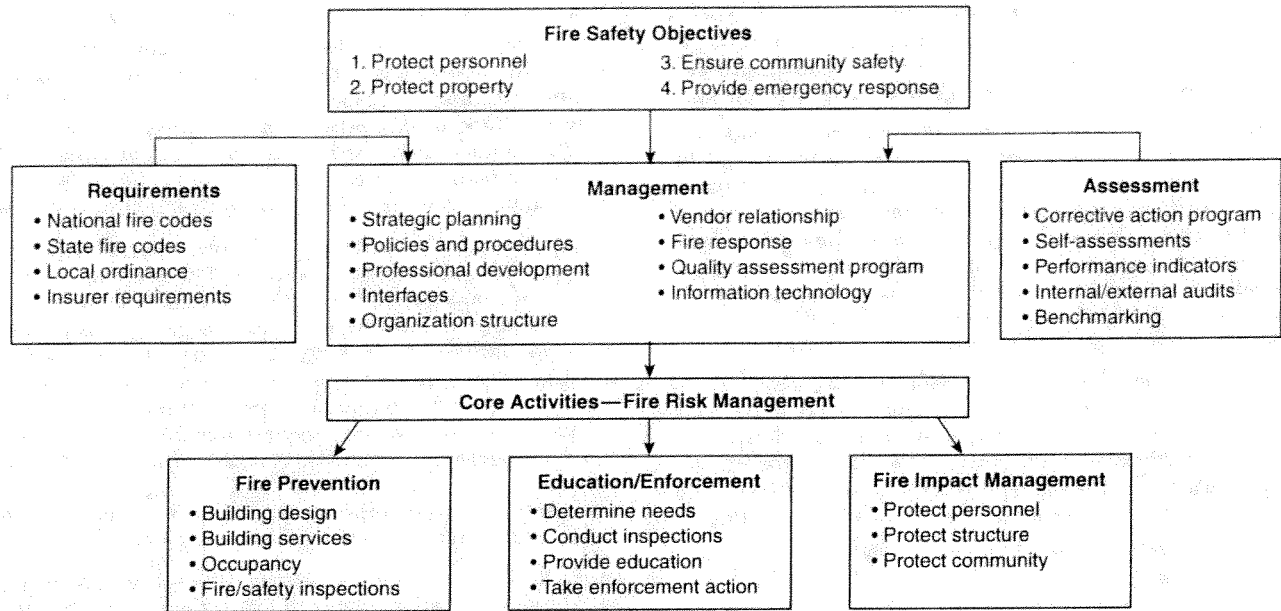 Fire Safety Objectives
1. Protect personnel
2. Protect property
3. Ensure community safety
4. Provide emergency response
Requirements
• National fire codes
• State fire codes
• Local ordinance
• Insurer requirements
Management
• Strategic planning
• Policies and procedures
• Professional development
• Interfaces
• Organization structure
• Vendor relationship
• Fire response
• Quality assessment program
• Information technology
Assessment
• Corrective action program
• Self-assessments
• Performance indicators
• Internal/external audits
• Benchmarking
Core Activities—Fire Risk Management
Fire Prevention
• Building design
• Building services
• Occupancy
• Fire/safety inspections
Education/Enforcement
• Determine needs
• Conduct inspections
• Provide education
• Take enforcement action
Fire Impact Management
• Protect personnel
• Protect structure
• Protect community